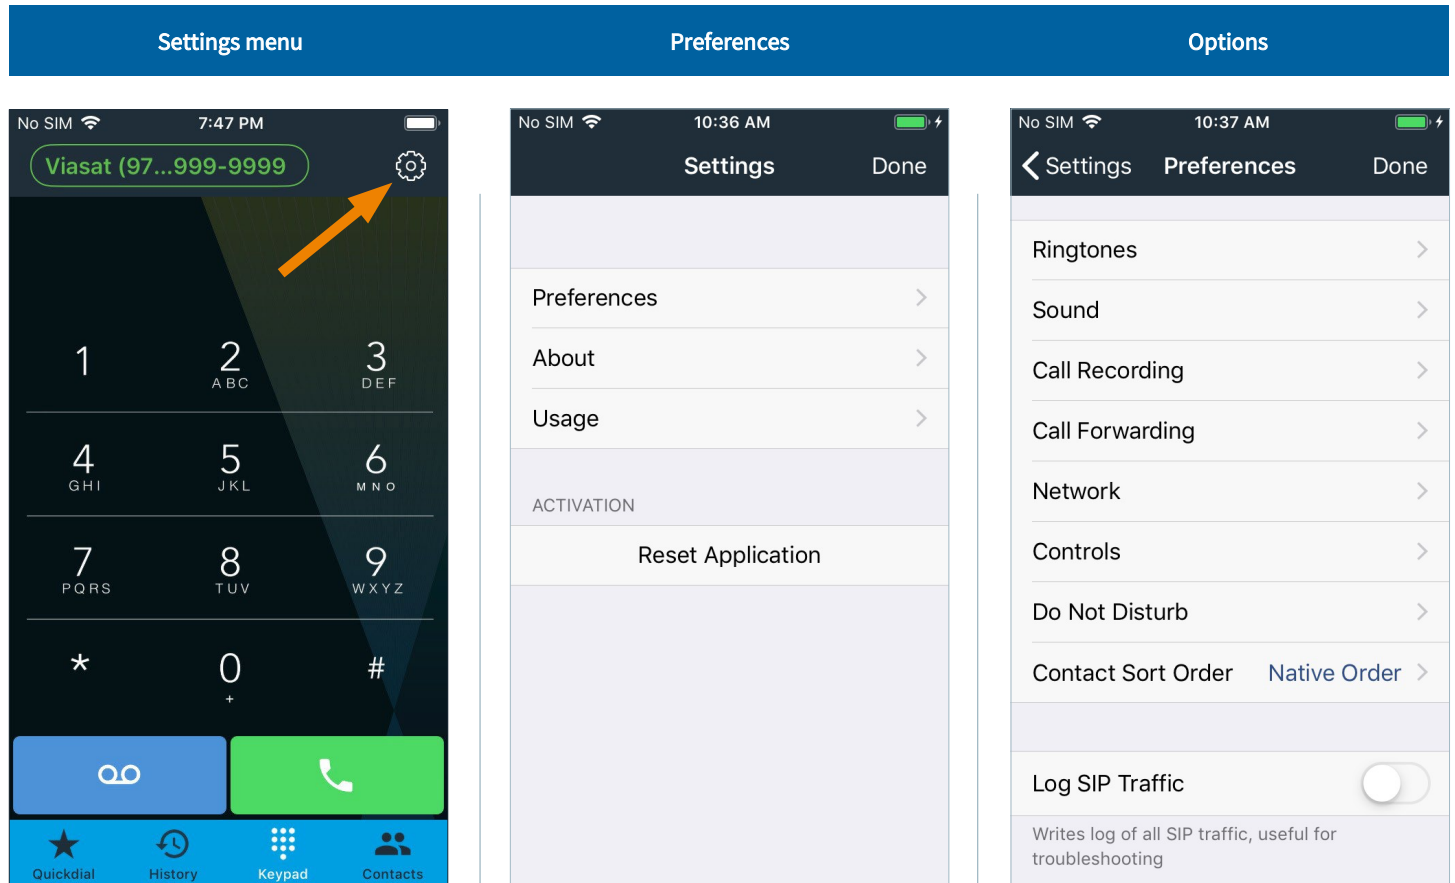 Settings menu
Preferences
Options
No SIM
7:47 PM
Viasat (97...999-9999
1
2
ABC
3
DEF
4
GHI
5
JKL
6
MNO
7
PQRS
8
TUV
9
WXYZ
*
0
+
#
Quickdial
History
Keypad
Contacts
No SIM
10:36 AM
Settings
Done
Preferences
About
Usage
ACTIVATION
Reset Application
No SIM
10:37 AM
Settings
Preferences
Done
Ringtones
Sound
Call Recording
Call Forwarding
Network
Controls
Do Not Disturb
Contact Sort Order Native Order
Log SIP Traffic
Writes log of all SIP traffic, useful for
troubleshooting